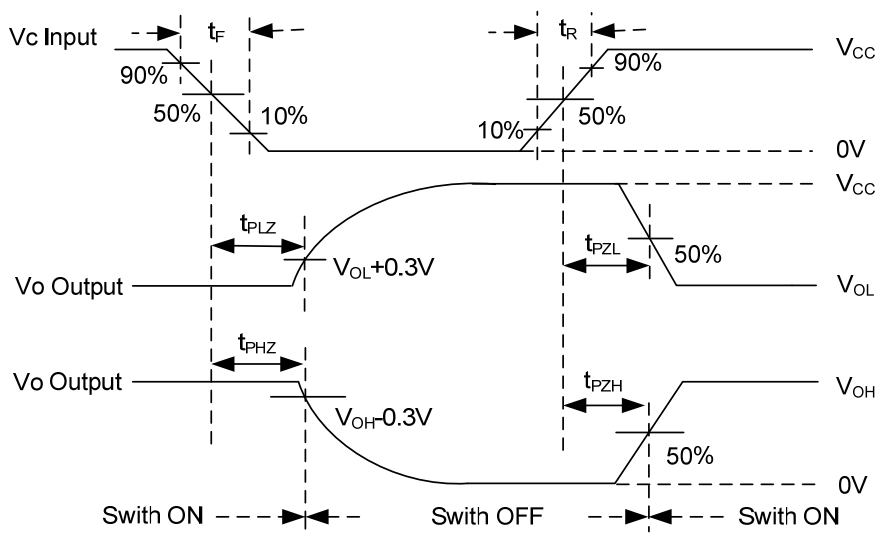 Vc Input
tF
tR
VCC
90%
90%
50%
10%
10%
50%
0V
VCC
tPLZ
tPZL
50%
VOL+0.3V
Vo Output
VOL
tPHZ
Vo Output
tPZH
VOH
VOH-0.3V
50%
0V
Swith ON
Swith OFF
Swith ON